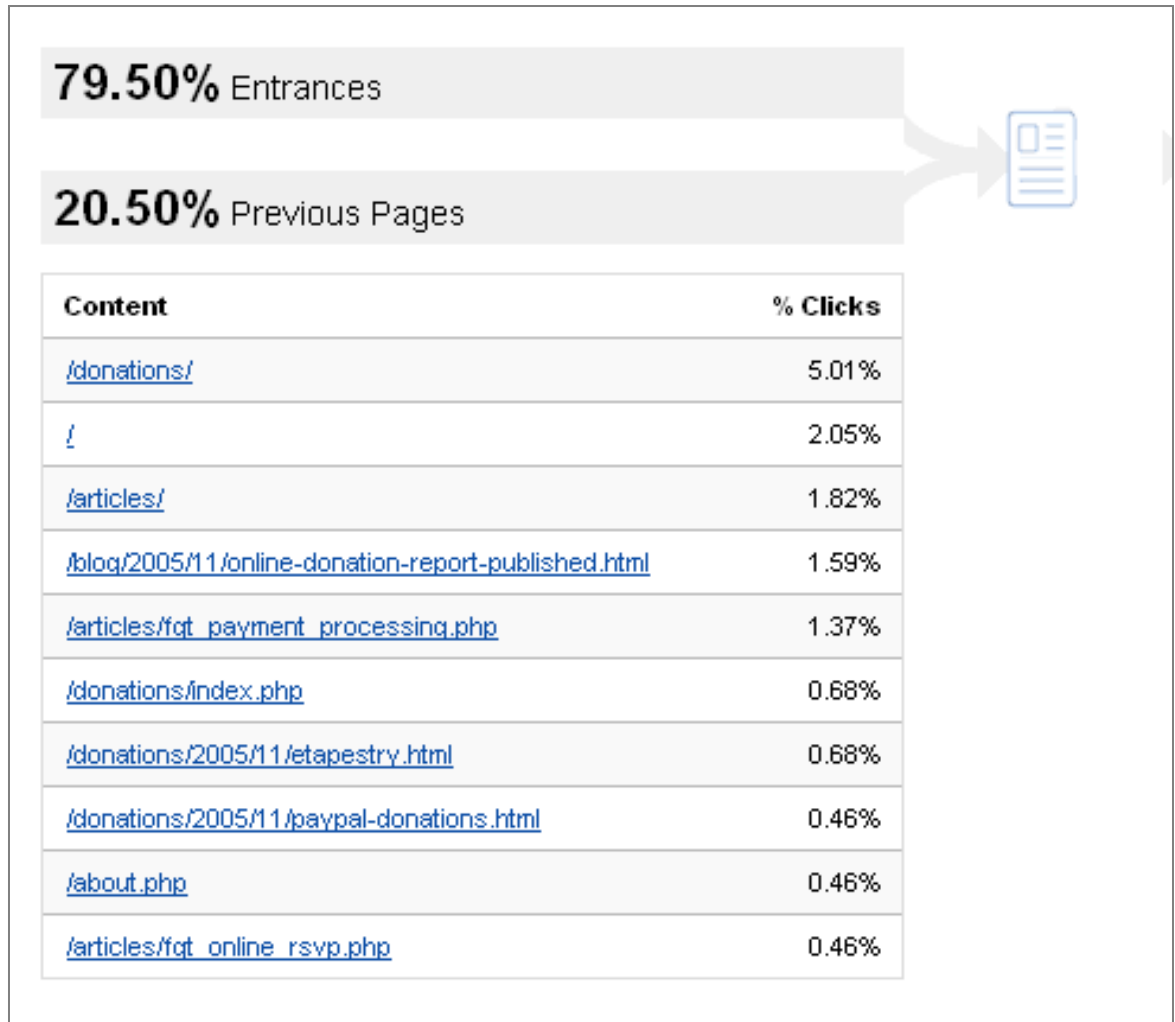 79.50% Entrances
20.50% Previous Pages
Content % Clicks
/donations/ 5.01%
/ 2.05%
/articles/ 1.82%
/blog/2005/11/online-donation-report-published.html 1.59%
/articles/fgt_payment_processing.php 1.37%
/donations/index.php 0.68%
/donations/2005/11/etapestry.html 0.68%
/donations/2005/11/paypal-donations.html 0.46%
/about.php 0.46%
/articles/fgt_online_rsvp.php 0.46%